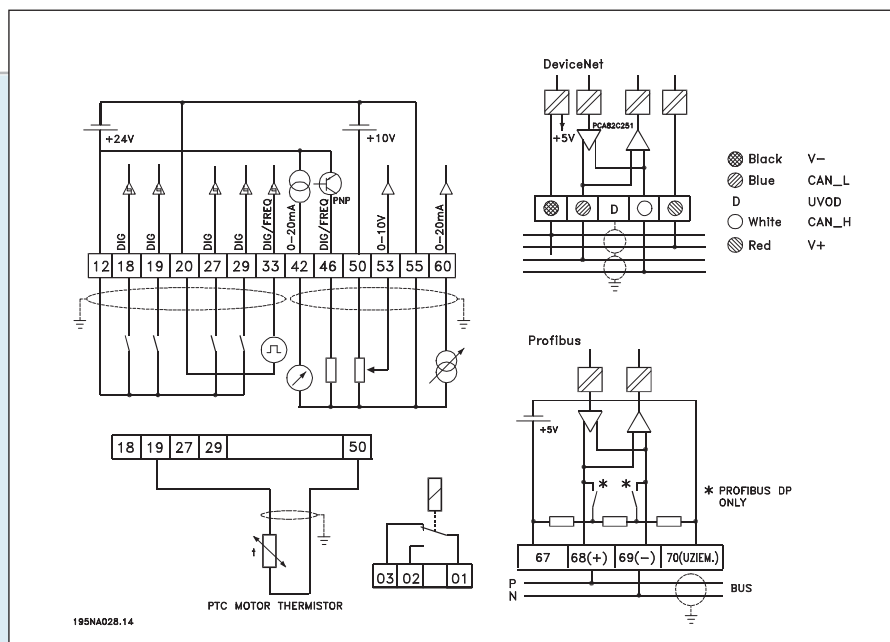 DeviceNet
PCA82C251
+5V
Black V-
Blue CAN_L
D UVOD
White CAN_H
Red V+
D
+24V
+10V
PNP
DIG
DIG
DIG
DIG
DIG/FREQ
0-20mA
DIG/FREQ
0-10V
0-20mA
12 18 19 20 27 29 33 42 46 50 53 55 60
Profibus
+5V
* *
* PROFIBUS DP
ONLY
67 68(+) 69(-) 70(UZIEM.)
P
N
BUS
18 19 27 29 50
t
PTC MOTOR THERMISTOR
03 02 01
195NA028.14